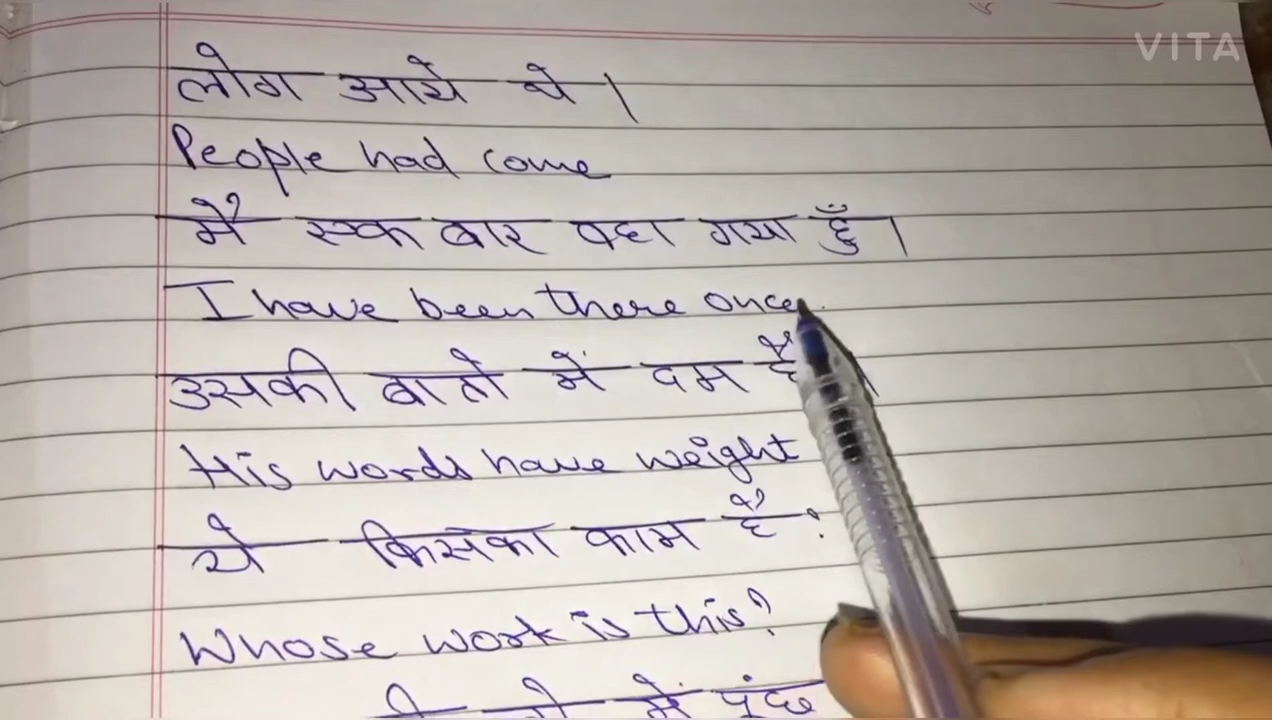 VITA
लोग आये थे।
People had come
मैं एक बार वहा गया हूँ।
I have been there once.
उसकी बातो में दम है
His words have weight
ये किसका काम है
Whose work is this?
में पूंछ